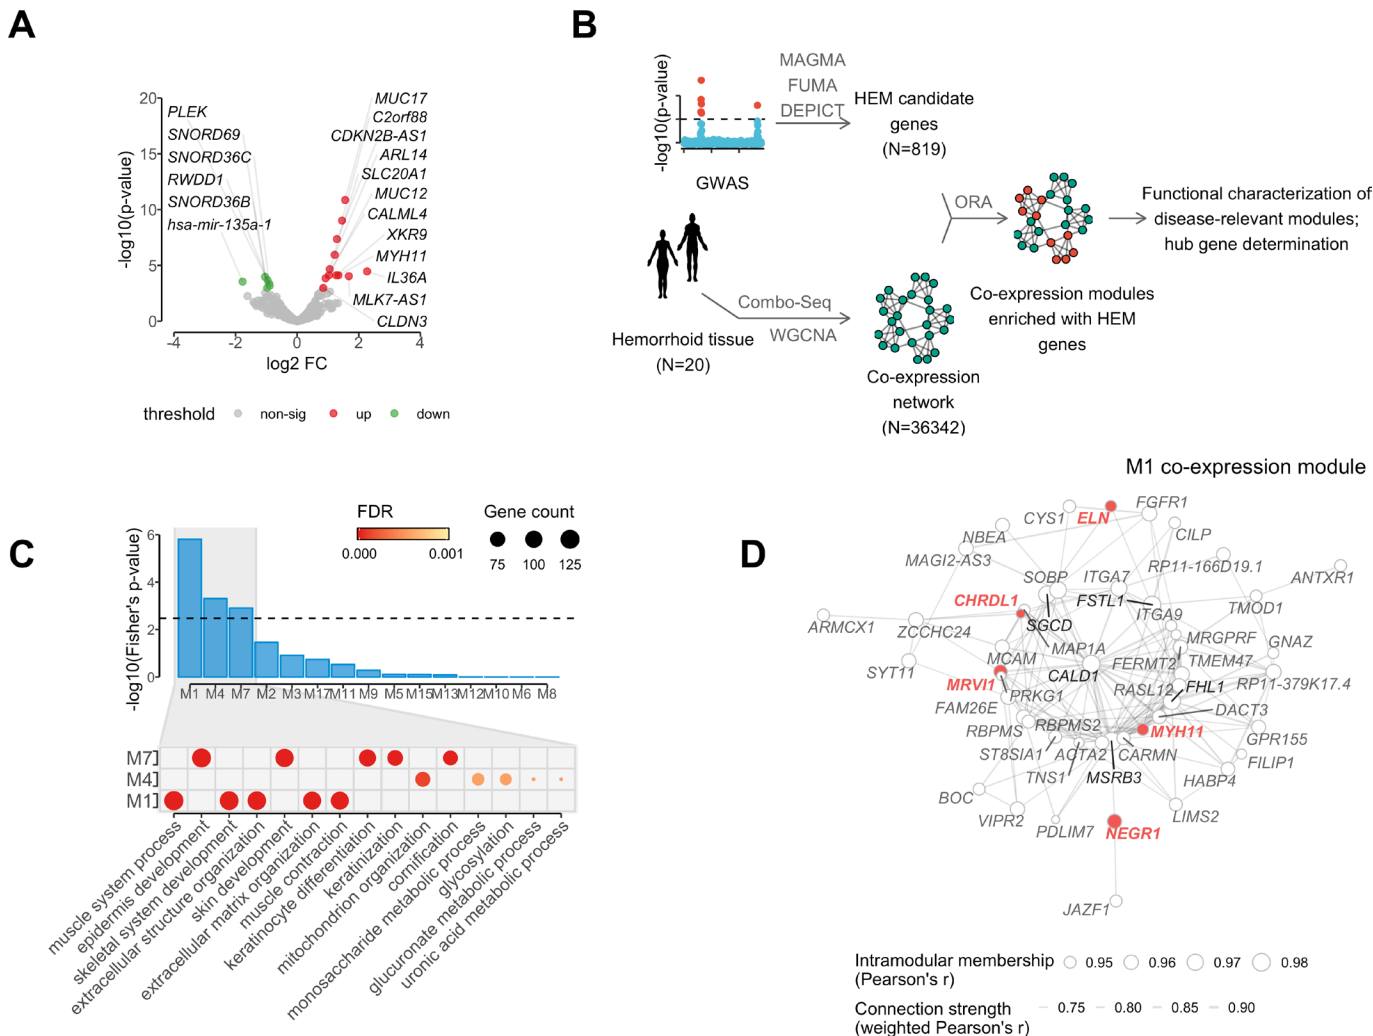 A
-log10(p-value)
20
15
10
5
0
-4
-2
0
2
4
log2 FC
PLEK
SNORD69
SNORD36C
RWDD1
SNORD36B
hsa-mir-135a-1
MUC17
C2orf88
CDKN2B-AS1
ARL14
SLC20A1
MUC12
CALML4
XKR9
MYH11
IL36A
MLK7-AS1
CLDN3
threshold
non-sig
up
down
B
-log10(p-value)
GWAS
MAGMA
FUMA
DEPICT
HEM candidate
genes
(N=819)
Hemorrhoid tissue
(N=20)
Combo-Seq
WGCNA
Co-expression
network
(N=36342)
ORA
Co-expression modules
enriched with HEM
genes
Functional characterization of
disease-relevant modules;
hub gene determination
C
-log10(Fisher's p-value)
6
4
2
0
FDR
0.000
0.001
Gene count
75
100
125
M1
M4
M7
M2
M3
M17
M11
M9
M5
M15
M13
M12
M10
M6
M8
M7
M4
M1
muscle system process
epidermis development
skeletal system development
extracellular structure organization
skin development
extracellular matrix organization
muscle contraction
keratinocyte differentiation
keratinization
mitochondrion organization
cornification
monosaccharide metabolic process
glycosylation
glucuronate metabolic process
uronic acid metabolic process
D
M1 co-expression module
CYS1
ELN
FGFR1
NBEA
CILP
MAGI2-AS3
RP11-166D19.1
ANTXR1
SOBP
ITGA7
CHRDL1
FSTL1
ITGA9
TMOD1
ARMCX1
ZCCHC24
SGCD
MRGPRF
GNAZ
MAP1A
SYT11
MCAM
FERMT2
TMEM47
CALD1
MRVI1
PRKG1
RASL12
FHL1
RP11-379K17.4
FAM26E
DACT3
RBPMS
RBPMS2
MYH11
GPR155
ST8SIA1
ACTA2
CARMN
FILIP1
TNS1
MSRB3
HABP4
BOC
VIPR2
PDLIM7
NEGR1
LIMS2
JAZF1
Intramodular membership
(Pearson's r)
0.95
0.96
0.97
0.98
Connection strength
(weighted Pearson's r)
0.75
0.80
0.85
0.90